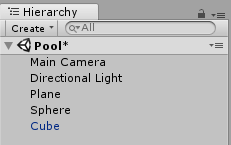 Hierarchy
Create All
Pool*
Main Camera
Directional Light
Plane
Sphere
Cube